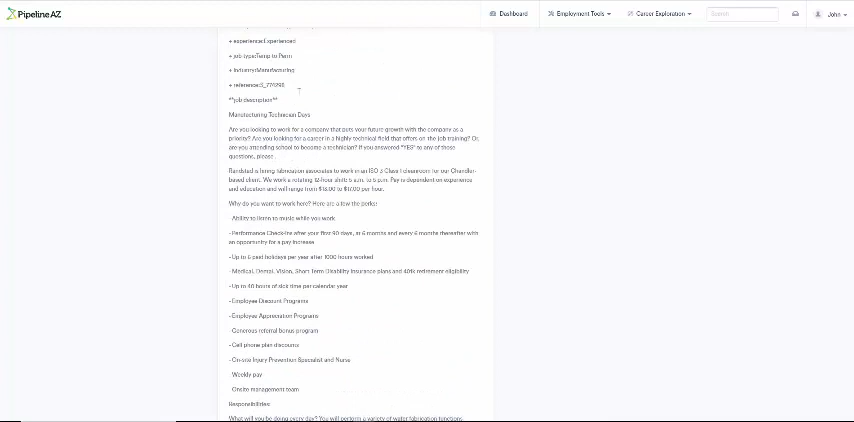 Pipeline AZ
Dashboard
Employment Tools
Career Exploration
Search
John
+ experience:Experienced
+ job type:Temp to Perm
+ industry:Manufacturing
+ reference:S_774298
**job description**
Manufacturing Technician Days
Are you looking to work for a company that puts your future growth with the company as a
priority? Are you looking for a career in a highly technical field that offers on the job training? Or,
are you attending school to become a technician? If you answered "YES" to any of those
questions, please .
Randstad is hiring fabrication associates to work in an ISO 3 Class 1 cleanroom for our Chandler-
based client. We work a rotating 12-hour shift: 5 a.m. to 5 p.m. Pay is dependent on experience
and education and will range from to $17.00 per hour.
Why do you want to work here? Here are a few the perks:
- Ability to listen to music while you work
- Performance Check-ins after your first 90 days, at 6 months and every 6 months thereafter with
an opportunity for a pay increase
- Up to 6 paid holidays per year after 1000 hours worked
- Medical, Dental, Vision, Short Term Disability Insurance plans and 401k retirement eligibility
- Up to 40 hours of sick time per calendar year
- Employee Discount Programs
- Employee Appreciation Programs
- Generous referral bonus program
- Cell phone plan discounts
- On-site Injury Prevention Specialist and Nurse
- Weekly pay
- Onsite management team
Responsibilities:
What will you be doing every day? You will perform a variety of wafer fabrication functions,